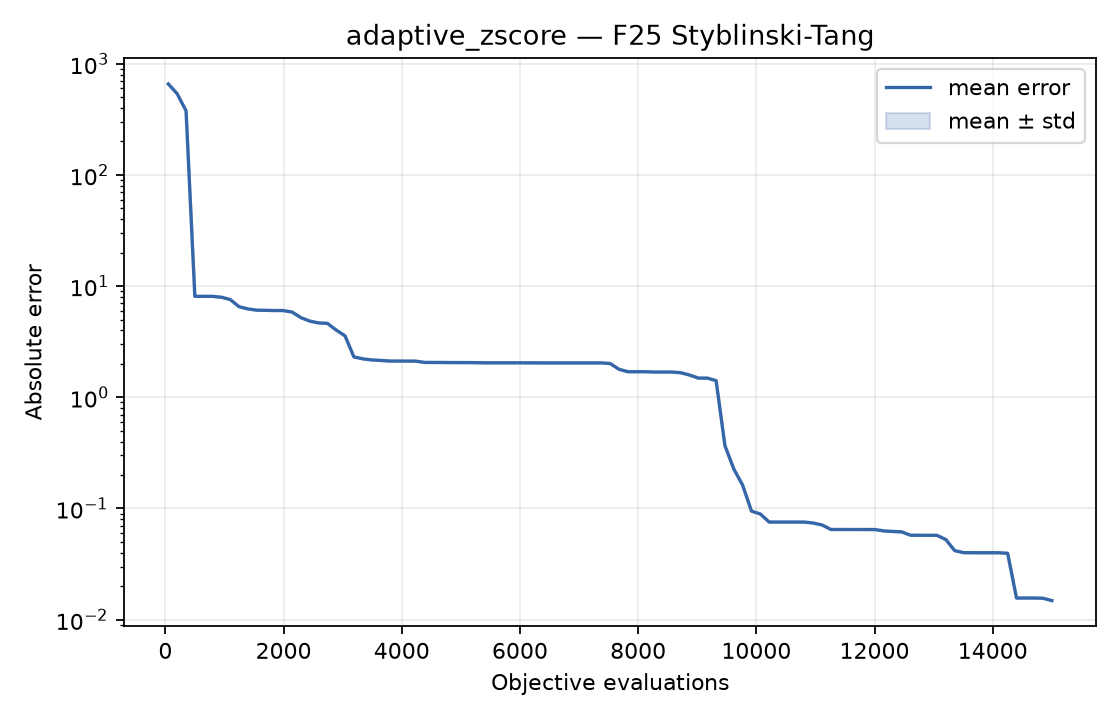 adaptive_zscore — F25 Styblinski-Tang
mean error
mean ± std
Absolute error
10³
10²
10¹
10⁰
10⁻¹
10⁻²
0 2000 4000 6000 8000 10000 12000 14000
Objective evaluations